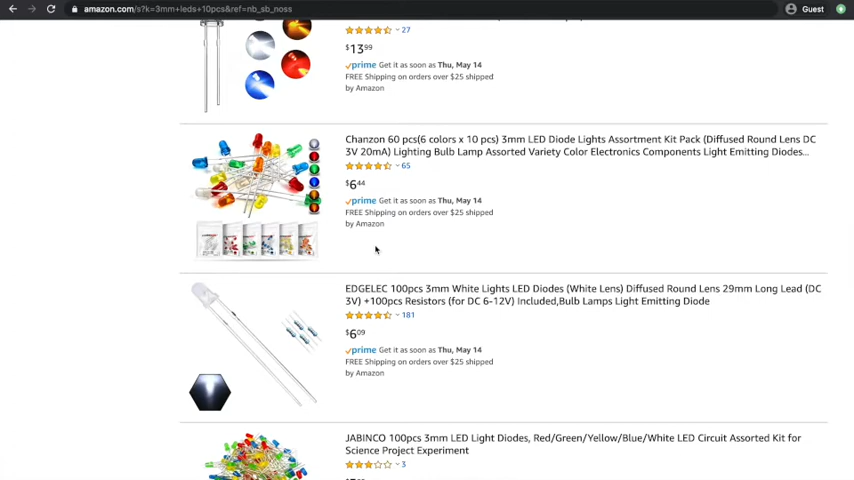 amazon.com/s?k=3mm+leds+10pcs&ref=nb_sb_noss
Guest
27
$13 99
prime Get it as soon as Thu, May 14
FREE Shipping on orders over $25 shipped
by Amazon
Chanzon 60 pcs(6 colors x 10 pcs) 3mm LED Diode Lights Assortment Kit Pack (Diffused Round Lens DC
3V 20mA) Lighting Bulb Lamp Assorted Variety Color Electronics Components Light Emitting Diodes...
65
$6 44
prime Get it as soon as Thu, May 14
FREE Shipping on orders over $25 shipped
by Amazon
EDGELEC 100pcs 3mm White Lights LED Diodes (White Lens) Diffused Round Lens 29mm Long Lead (DC
3V) +100pcs Resistors (for DC 6-12V) Included,Bulb Lamps Light Emitting Diode
181
$6 09
prime Get it as soon as Thu, May 14
FREE Shipping on orders over $25 shipped
by Amazon
JABINCO 100pcs 3mm LED Light Diodes, Red/Green/Yellow/Blue/White LED Circuit Assorted Kit for
Science Project Experiment
3